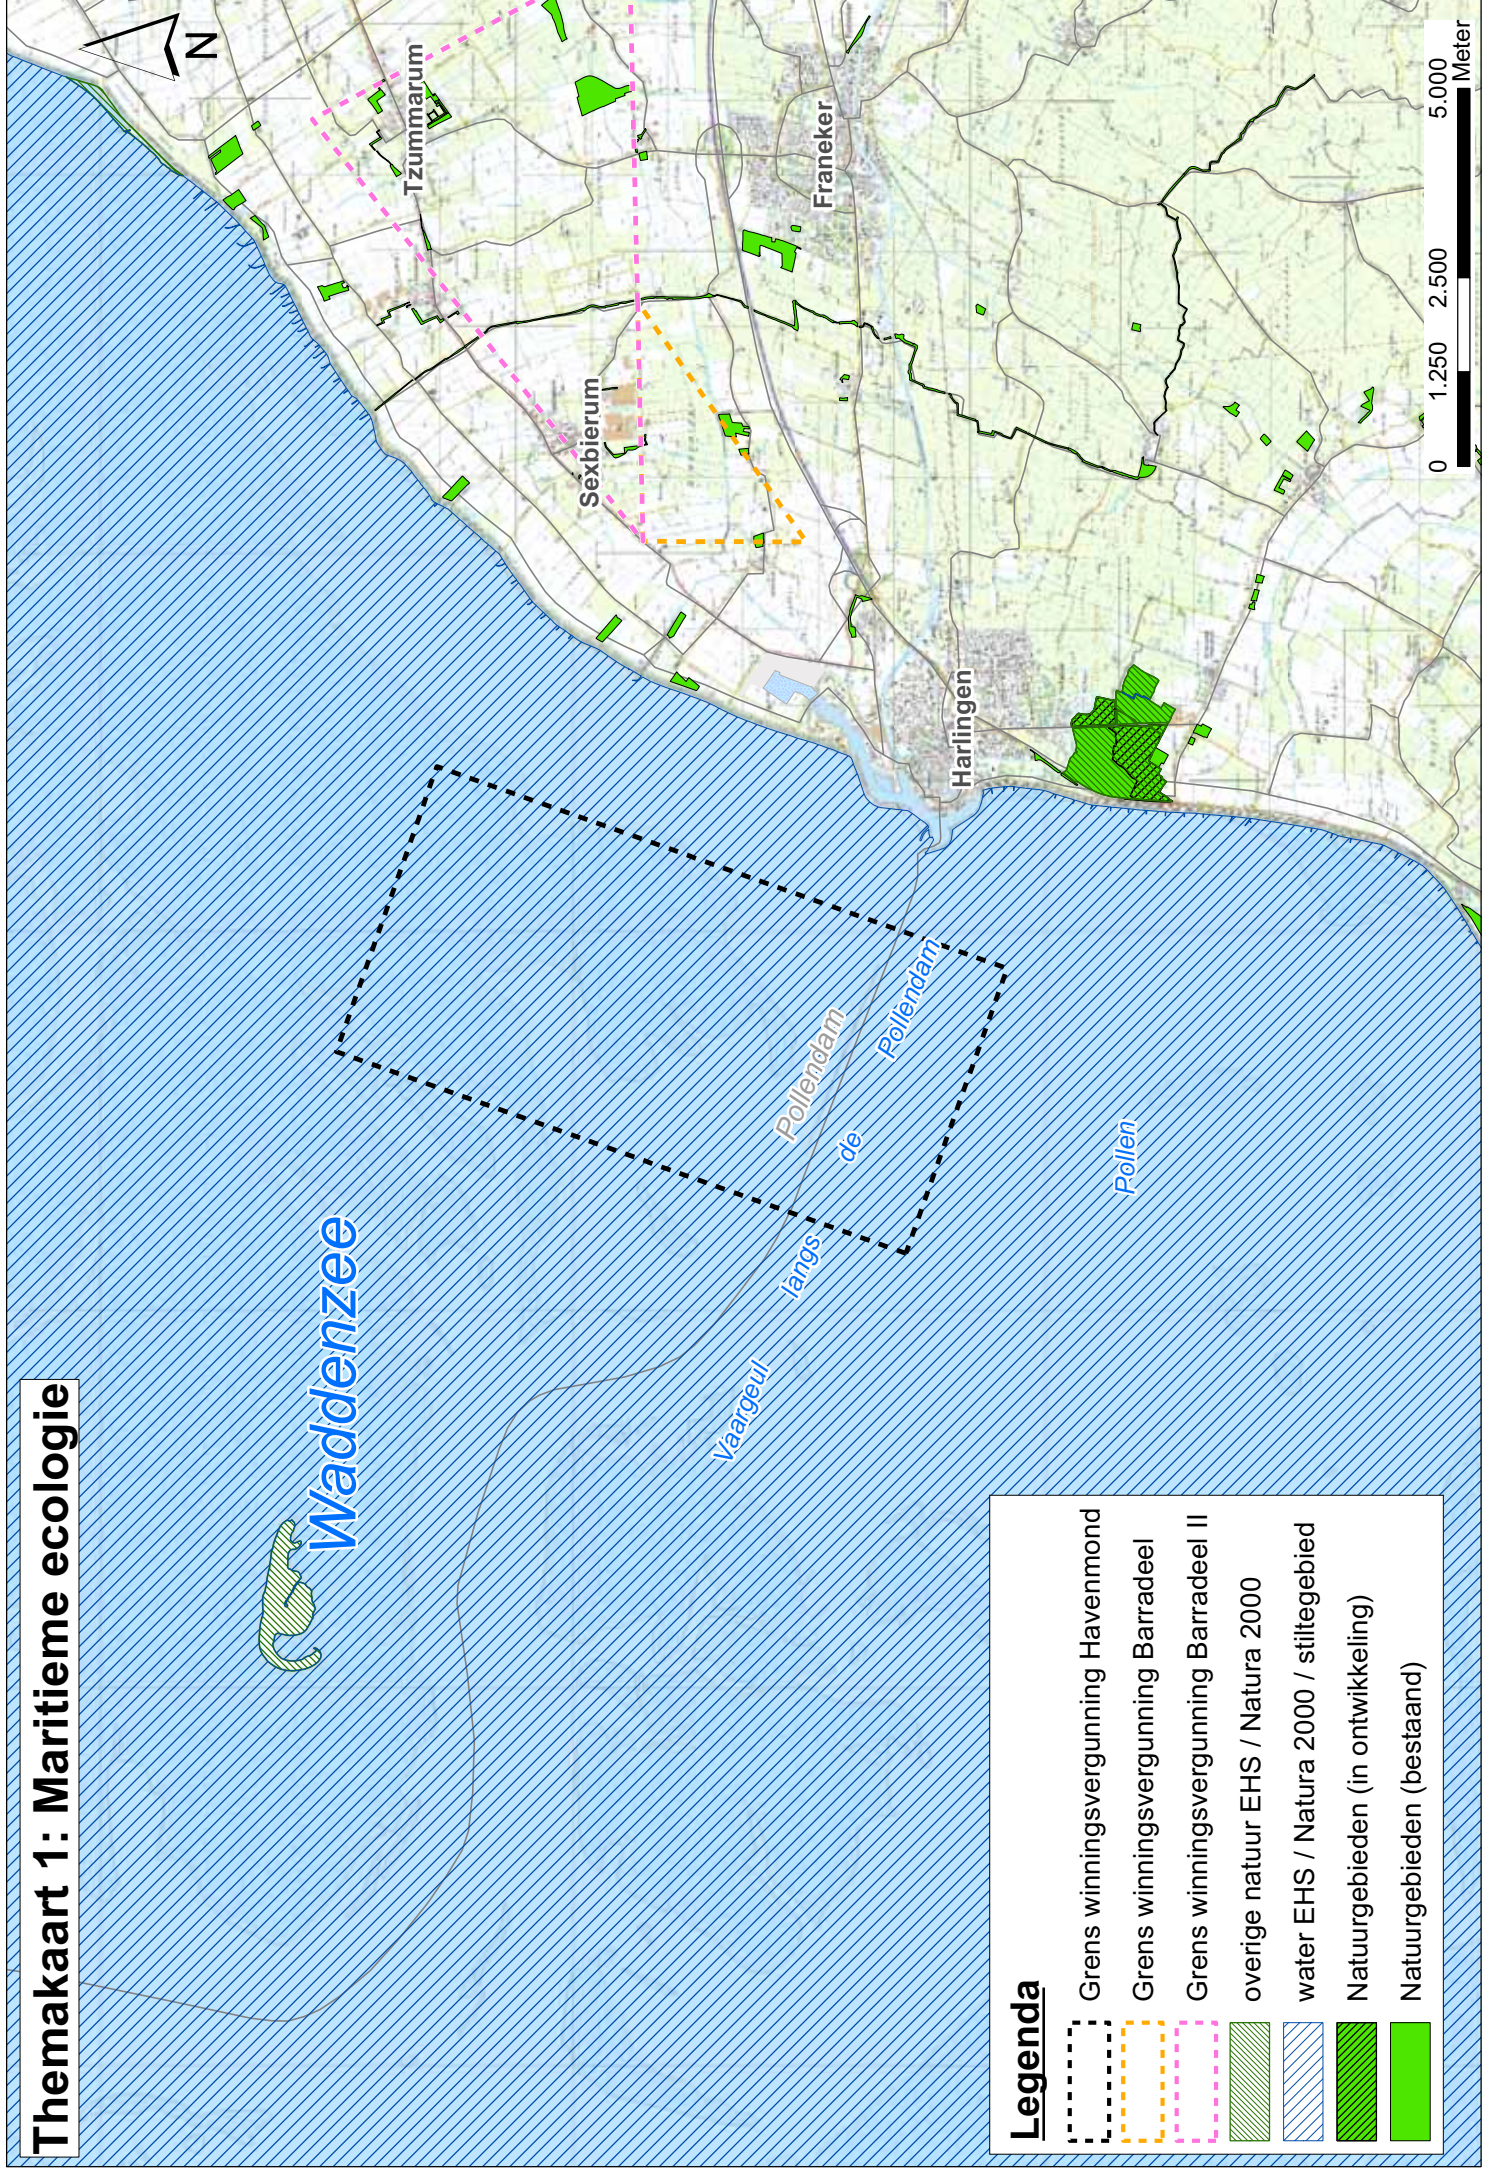 Themakaart 1: Maritieme ecologie
N
Tzummarum
Sexbierum
Franeker
Waddenzee
Harlingen
Pollendam
Vaargeul
langs
de
Pollendam
Pollen
Legenda
Grens winningsvergunning Havenmond
Grens winningsvergunning Barradeel
Grens winningsvergunning Barradeel II
overige natuur EHS / Natura 2000
water EHS / Natura 2000 / stiltegebied
Natuurgebieden (in ontwikkeling)
Natuurgebieden (bestaand)
0 1.250 2.500 5.000
Meter